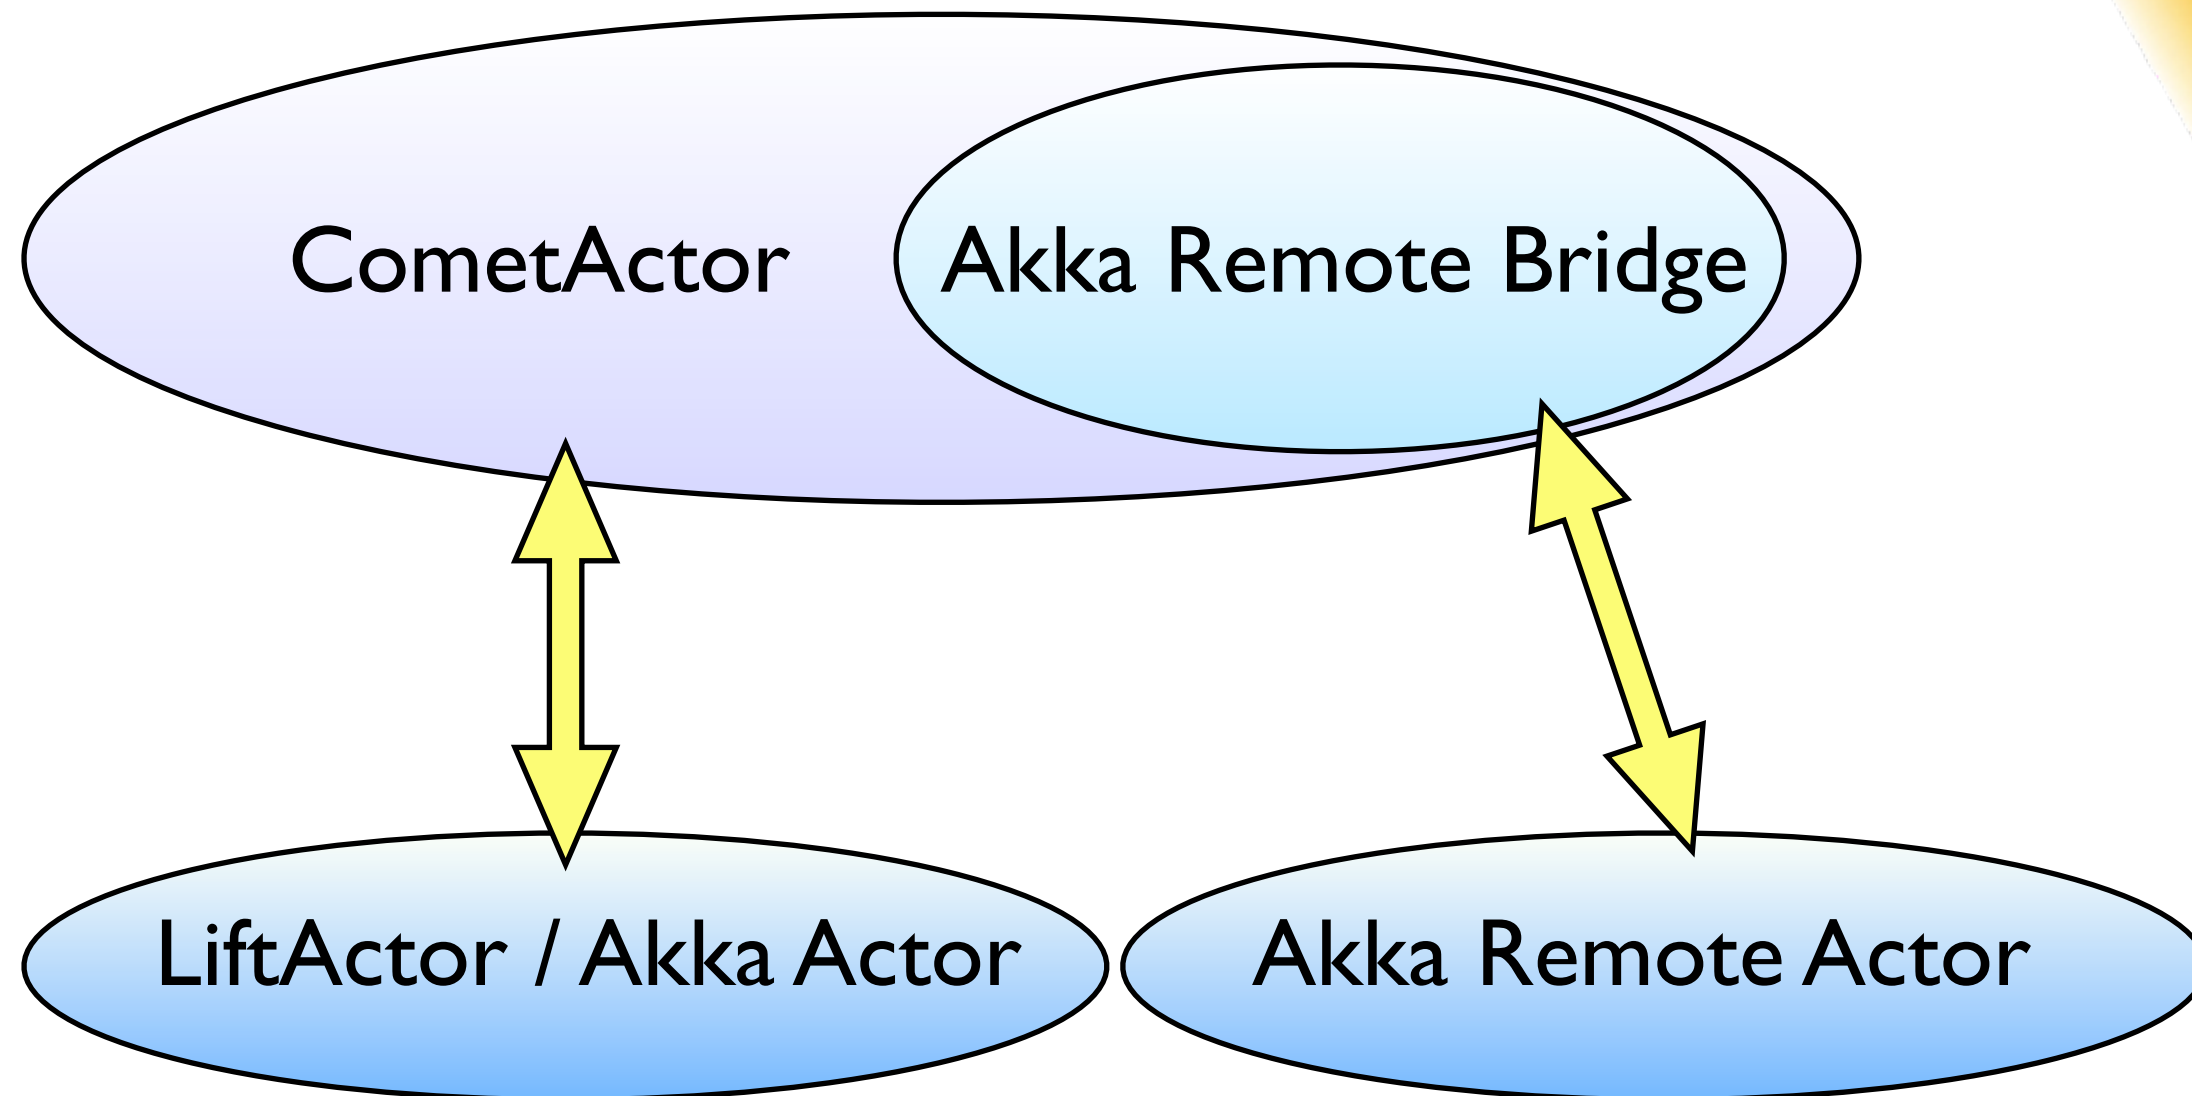 CometActor
Akka Remote Bridge
LiftActor / Akka Actor
Akka Remote Actor